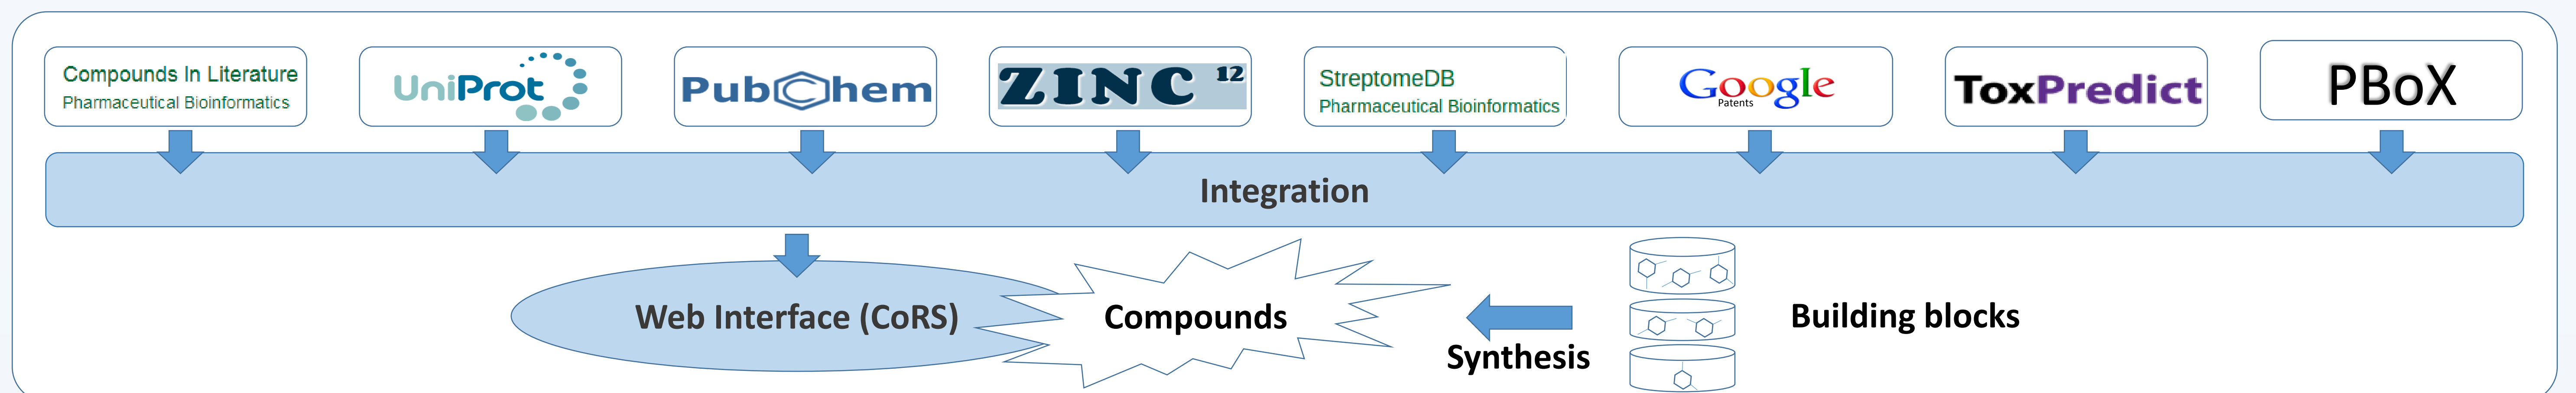 Compounds In Literature
Pharmaceutical Bioinformatics
UniProt
PubChem
ZINC 12
StreptomeDB
Pharmaceutical Bioinformatics
Google
Patents
ToxPredict
PBoX
Integration
Web Interface (CoRS)
Compounds
Synthesis
Building blocks